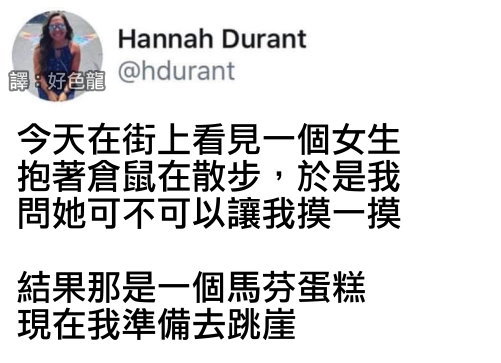 Hannah Durant
@hdurant
譯：好色龍
今天在街上看見一個女生
抱著倉鼠在散步，於是我
問她可不可以讓我摸一摸
結果那是一個馬芬蛋糕
現在我準備去跳崖